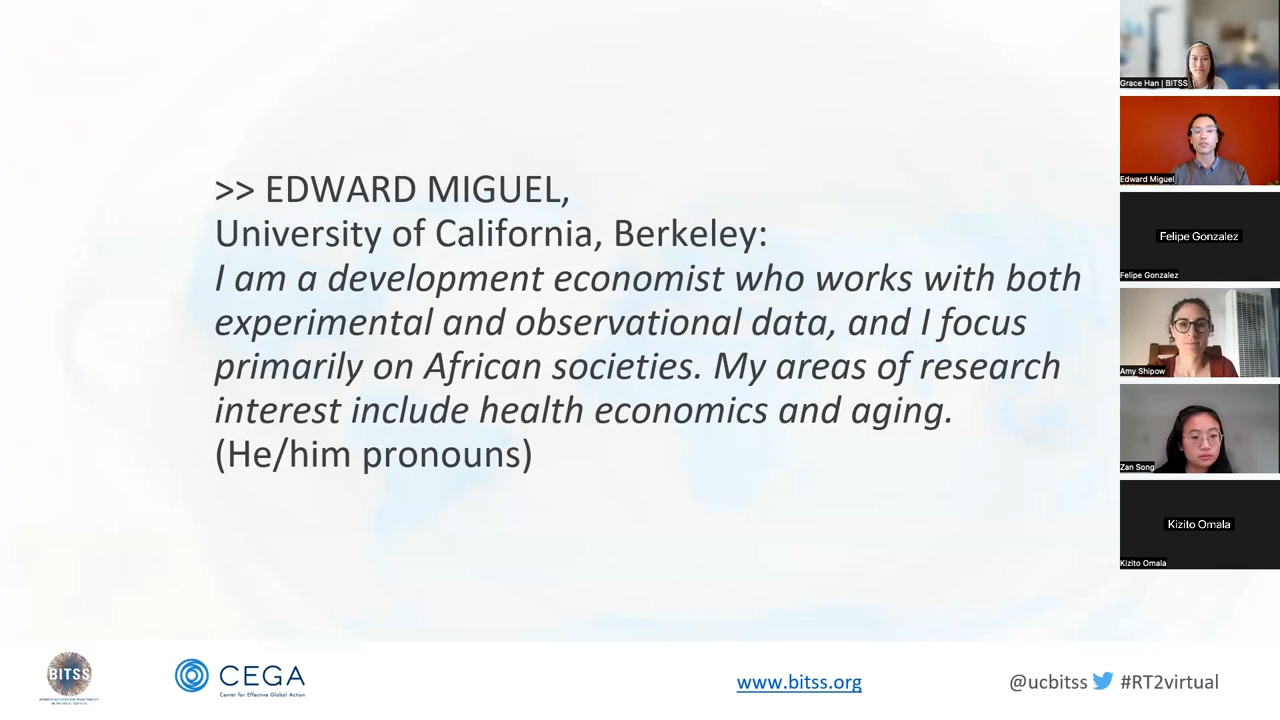 >> EDWARD MIGUEL,
University of California, Berkeley:
I am a development economist who works with both
experimental and observational data, and I focus
primarily on African societies. My areas of research
interest include health economics and aging.
(He/him pronouns)
Grace Han | BITSS
Edward Miguel
Felipe Gonzalez
Felipe Gonzalez
Amy Shipow
Zan Song
Kizito Omala
Kizito Omala
BITSS
CEGA
Center for Effective Global Action
www.bitss.org
@ucbitss #RT2virtual